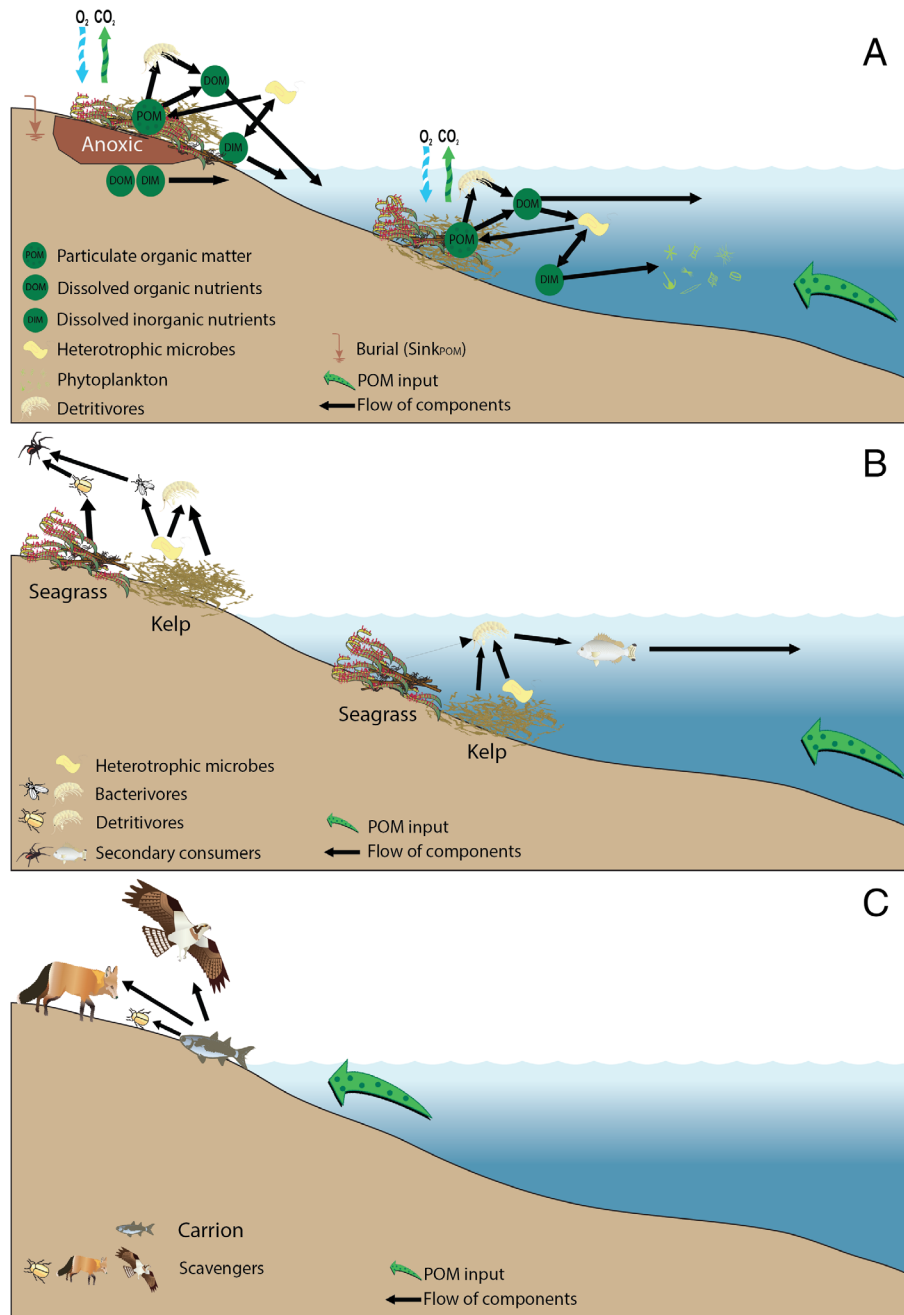 O2 CO2
A
DOM
POM
DIM
Anoxic
DOM DIM
O2 CO2
DOM
POM
DIM
POM Particulate organic matter
DOM Dissolved organic nutrients
DIM Dissolved inorganic nutrients
Heterotrophic microbes
Phytoplankton
Detritivores
Burial (SinkPOM)
POM input
Flow of components
B
Seagrass
Kelp
Seagrass
Kelp
Heterotrophic microbes
Bacterivores
Detritivores
Secondary consumers
POM input
Flow of components
C
Carrion
Scavengers
POM input
Flow of components